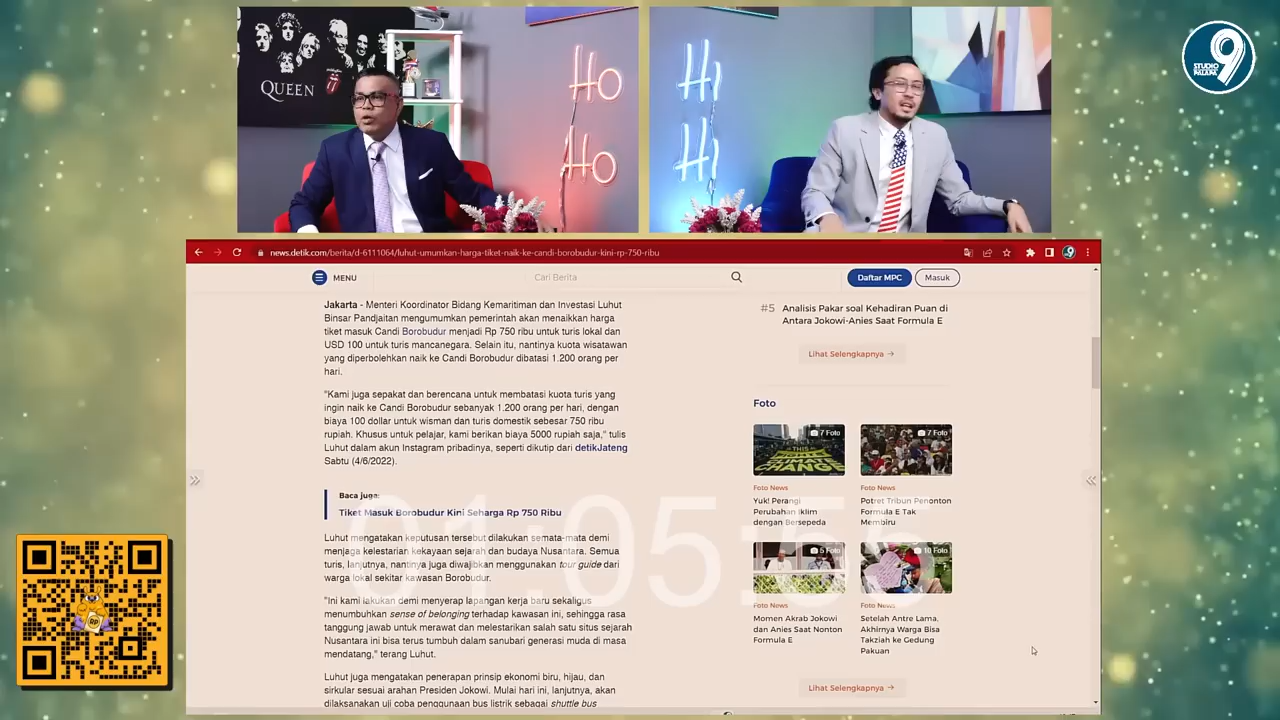 QUEEN
Ho
Ho
Hi
Hi
9
STUDIO
PALAPA
news.detik.com/berita/d-6111064/luhut-umumkan-harga-tiket-naik-ke-candi-borobudur-kini-rp-750-ribu
MENU
Cari Berita
Daftar MPC
Masuk
Jakarta - Menteri Koordinator Bidang Kemaritiman dan Investasi Luhut
Binsar Pandjaitan mengumumkan pemerintah akan menaikkan harga
tiket masuk Candi Borobudur menjadi Rp 750 ribu untuk turis lokal dan
USD 100 untuk turis mancanegara. Selain itu, nantinya kuota wisatawan
yang diperbolehkan naik ke Candi Borobudur dibatasi 1.200 orang per
hari.
"Kami juga sepakat dan berencana untuk membatasi kuota turis yang
ingin naik ke Candi Borobudur sebanyak 1.200 orang per hari, dengan
biaya 100 dollar untuk wisman dan turis domestik sebesar 750 ribu
rupiah. Khusus untuk pelajar, kami berikan biaya 5000 rupiah saja," tulis
Luhut dalam akun Instagram pribadinya, seperti dikutip dari detikJateng
Sabtu (4/6/2022).
Baca juga:
Tiket Masuk Borobudur Kini Seharga Rp 750 Ribu
Luhut mengatakan keputusan tersebut dilakukan semata-mata demi
menjaga kelestarian kekayaan sejarah dan budaya Nusantara. Semua
turis, lanjutnya, nantinya juga diwajibkan menggunakan tour guide dari
warga lokal sekitar kawasan Borobudur.
"Ini kami lakukan demi menyerap lapangan kerja baru sekaligus
menumbuhkan sense of belonging terhadap kawasan ini, sehingga rasa
tanggung jawab untuk merawat dan melestarikan salah satu situs sejarah
Nusantara ini bisa terus tumbuh dalam sanubari generasi muda di masa
mendatang," terang Luhut.
Luhut juga mengatakan penerapan prinsip ekonomi biru, hijau, dan
sirkular sesuai arahan Presiden Jokowi. Mulai hari ini, lanjutnya, akan
dilaksanakan uji coba penggunaan bus listrik sebagai shuttle bus
01:05:55
#5 Analisis Pakar soal Kehadiran Puan di
Antara Jokowi-Anies Saat Formula E
Lihat Selengkapnya →
Foto
7 Foto
THIS
CLIMATE
CHANGE
Foto News
Yuk! Perangi
Perubahan Iklim
dengan Bersepeda
7 Foto
Foto News
Potret Tribun Penonton
Formula E Tak
Membiru
5 Foto
Foto News
Momen Akrab Jokowi
dan Anies Saat Nonton
Formula E
10 Foto
Foto News
Setelah Antre Lama,
Akhirnya Warga Bisa
Takziah ke Gedung
Pakuan
Lihat Selengkapnya →
Rp